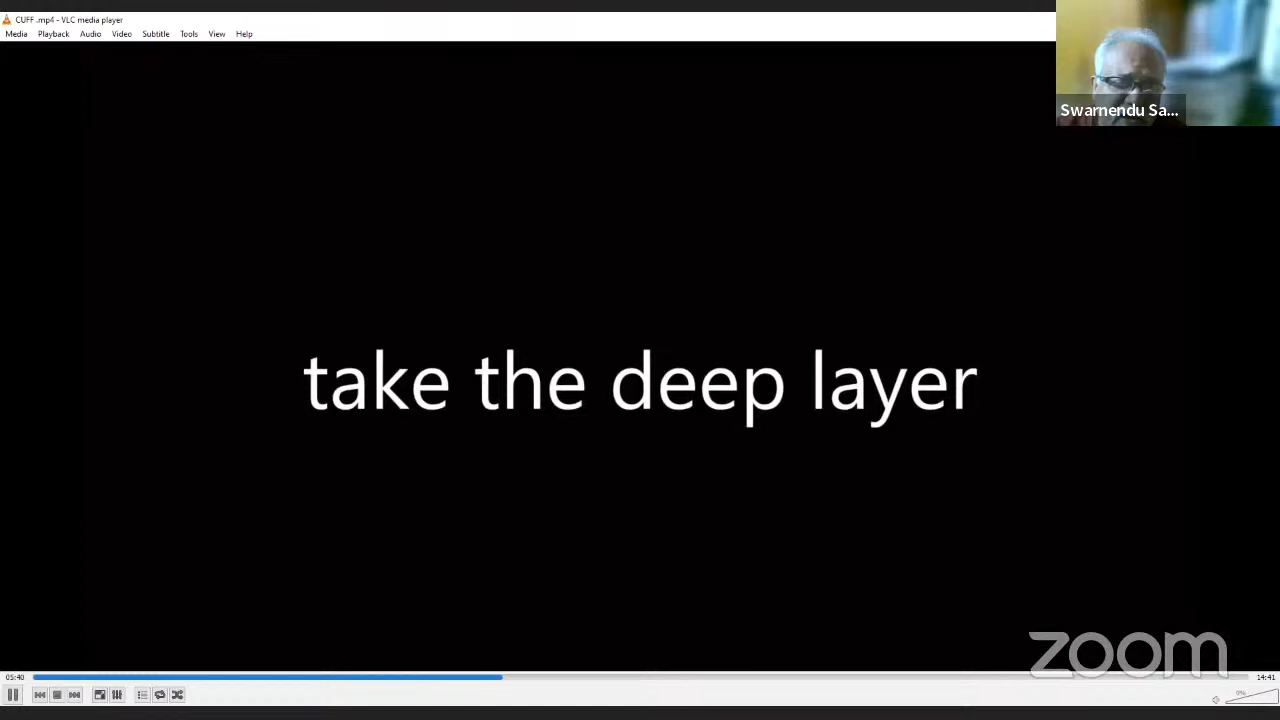 CUFF .mp4 - VLC media player
Media Playback Audio Video Subtitle Tools View Help
Swarnendu Sa...
take the deep layer
zoom
05:40
14:41
0%